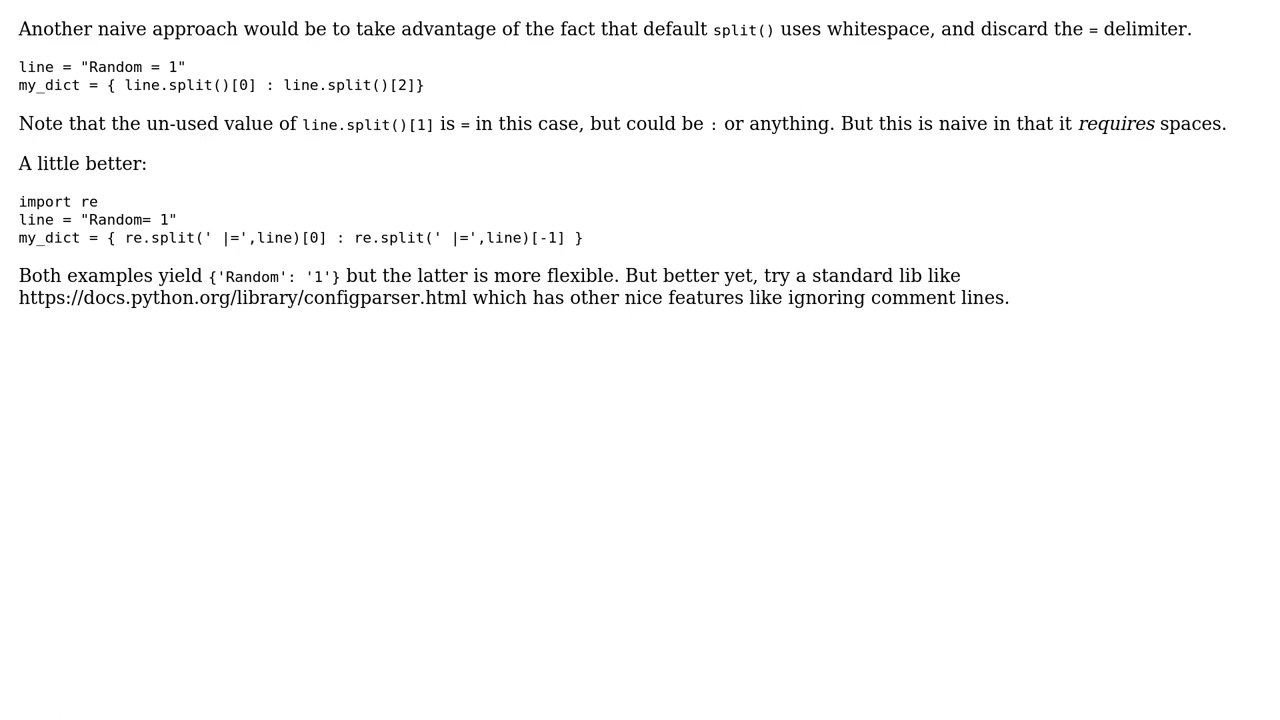 Another naive approach would be to take advantage of the fact that default split() uses whitespace, and discard the = delimiter.
line = "Random = 1"
my_dict = { line.split()[0] : line.split()[2]}
Note that the un-used value of line.split()[1] is = in this case, but could be : or anything. But this is naive in that it requires spaces.
A little better:
import re
line = "Random= 1"
my_dict = { re.split(' |=',line)[0] : re.split(' |=',line)[-1] }
Both examples yield {'Random': '1'} but the latter is more flexible. But better yet, try a standard lib like
https://docs.python.org/library/configparser.html which has other nice features like ignoring comment lines.